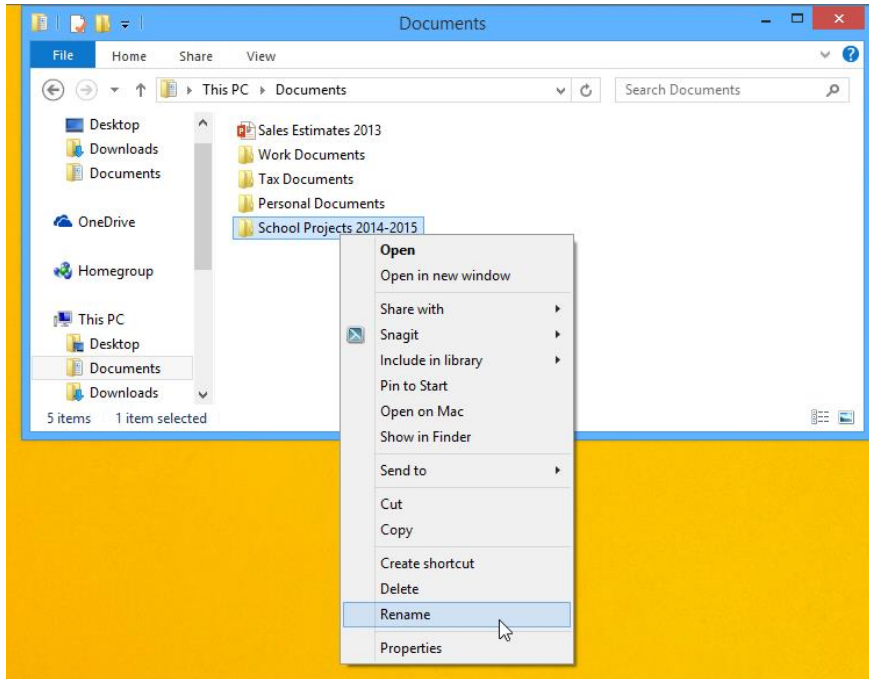 Documents
File Home Share View
This PC Documents
Search Documents
Desktop
Downloads
Documents
OneDrive
Homegroup
This PC
Desktop
Documents
Downloads
Sales Estimates 2013
Work Documents
Tax Documents
Personal Documents
School Projects 2014-2015
Open
Open in new window
Share with
Snagit
Include in library
Pin to Start
Open on Mac
Show in Finder
Send to
Cut
Copy
Create shortcut
Delete
Rename
Properties
5 items 1 item selected